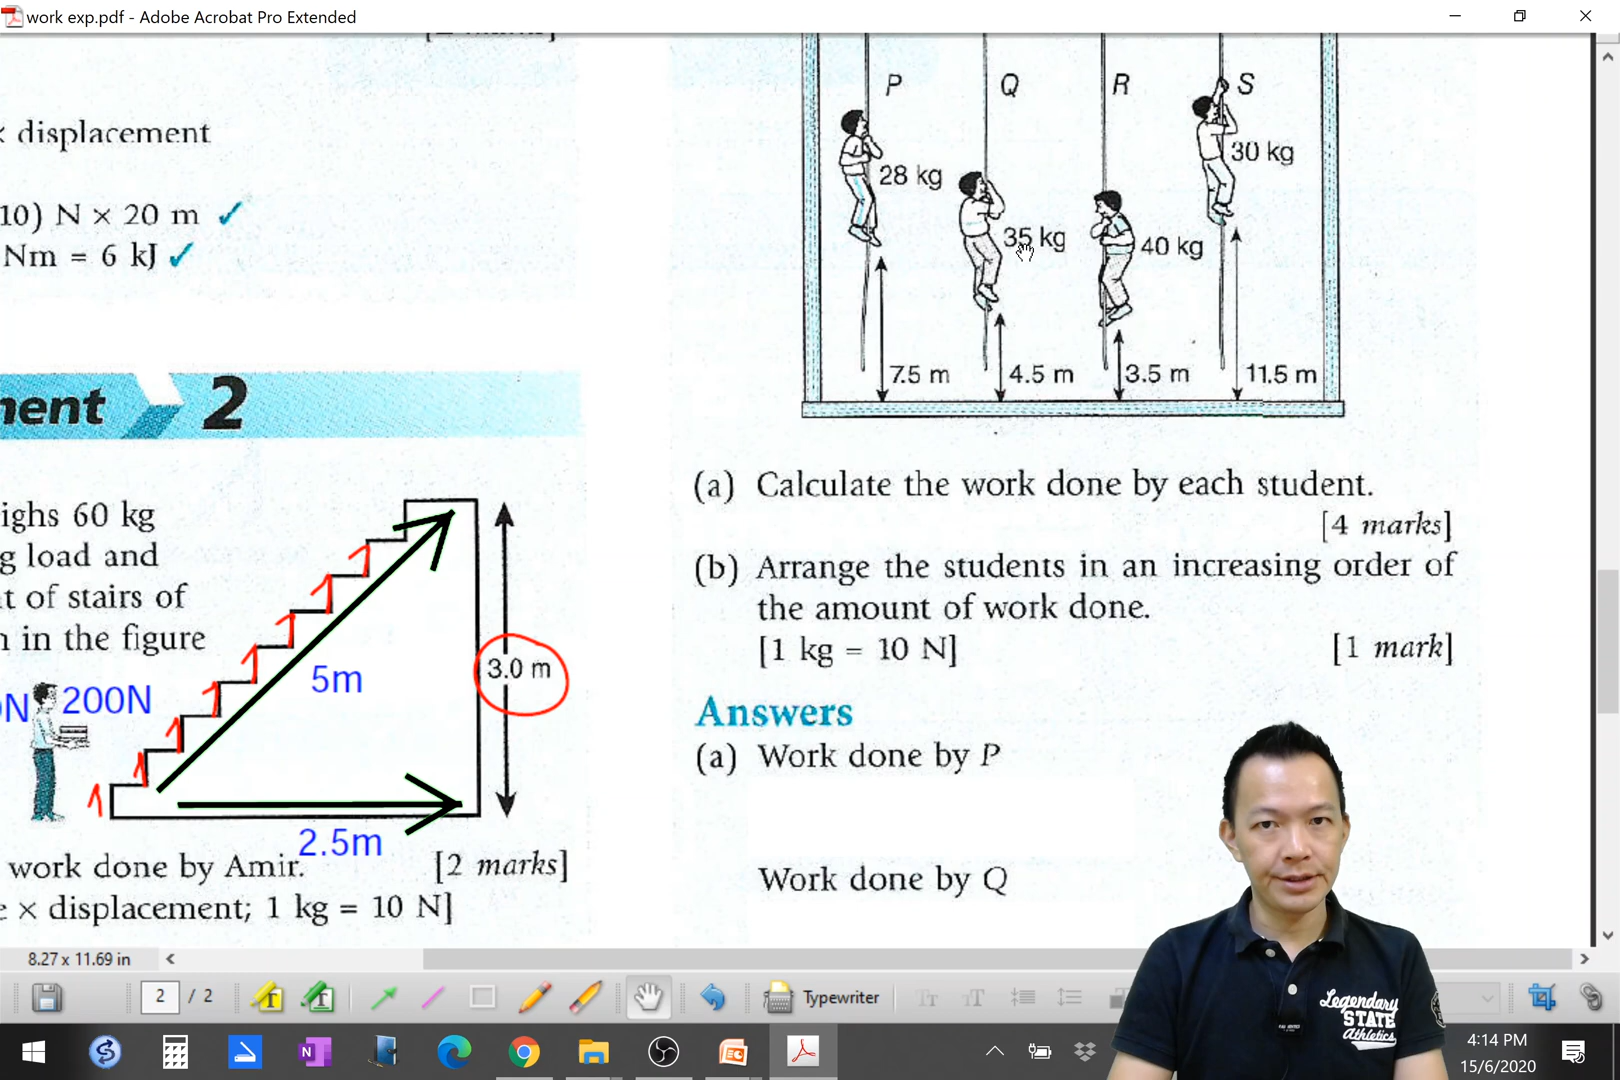 work exp.pdf - Adobe Acrobat Pro Extended
displacement
10) N × 20 m ✓
Nm = 6 kJ ✓
P
Q
R
S
28 kg
35 kg
40 kg
30 kg
7.5 m
4.5 m
3.5 m
11.5 m
ment 2
ighs 60 kg
g load and
t of stairs of
n in the figure
N 200N
5m
3.0 m
2.5m
work done by Amir. [2 marks]
e × displacement; 1 kg = 10 N]
(a) Calculate the work done by each student.
[4 marks]
(b) Arrange the students in an increasing order of
the amount of work done.
[1 kg = 10 N] [1 mark]
Answers
(a) Work done by P
Work done by Q
Legendary
STATE
Athletics
8.27 x 11.69 in
2 / 2
Typewriter
4:14 PM
15/6/2020